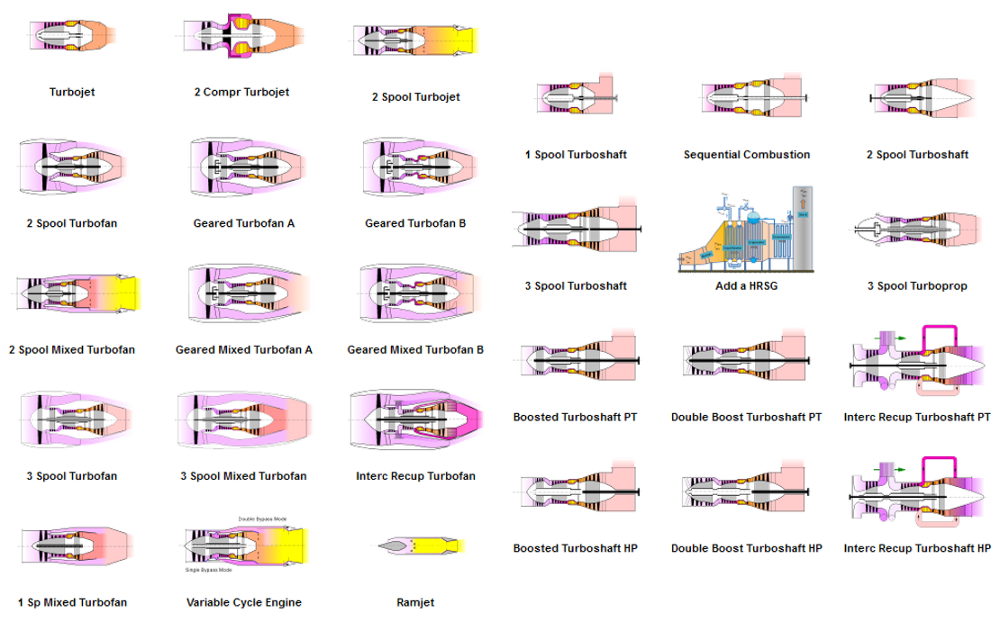 Turbojet
2 Compr Turbojet
2 Spool Turbojet
2 Spool Turbofan
Geared Turbofan A
Geared Turbofan B
2 Spool Mixed Turbofan
Geared Mixed Turbofan A
Geared Mixed Turbofan B
3 Spool Turbofan
3 Spool Mixed Turbofan
Interc Recup Turbofan
Double Bypass Mode
Single Bypass Mode
1 Sp Mixed Turbofan
Variable Cycle Engine
Ramjet
1 Spool Turboshaft
Sequential Combustion
2 Spool Turboshaft
3 Spool Turboshaft
Add a HRSG
3 Spool Turboprop
Boosted Turboshaft PT
Double Boost Turboshaft PT
Interc Recup Turboshaft PT
Boosted Turboshaft HP
Double Boost Turboshaft HP
Interc Recup Turboshaft HP